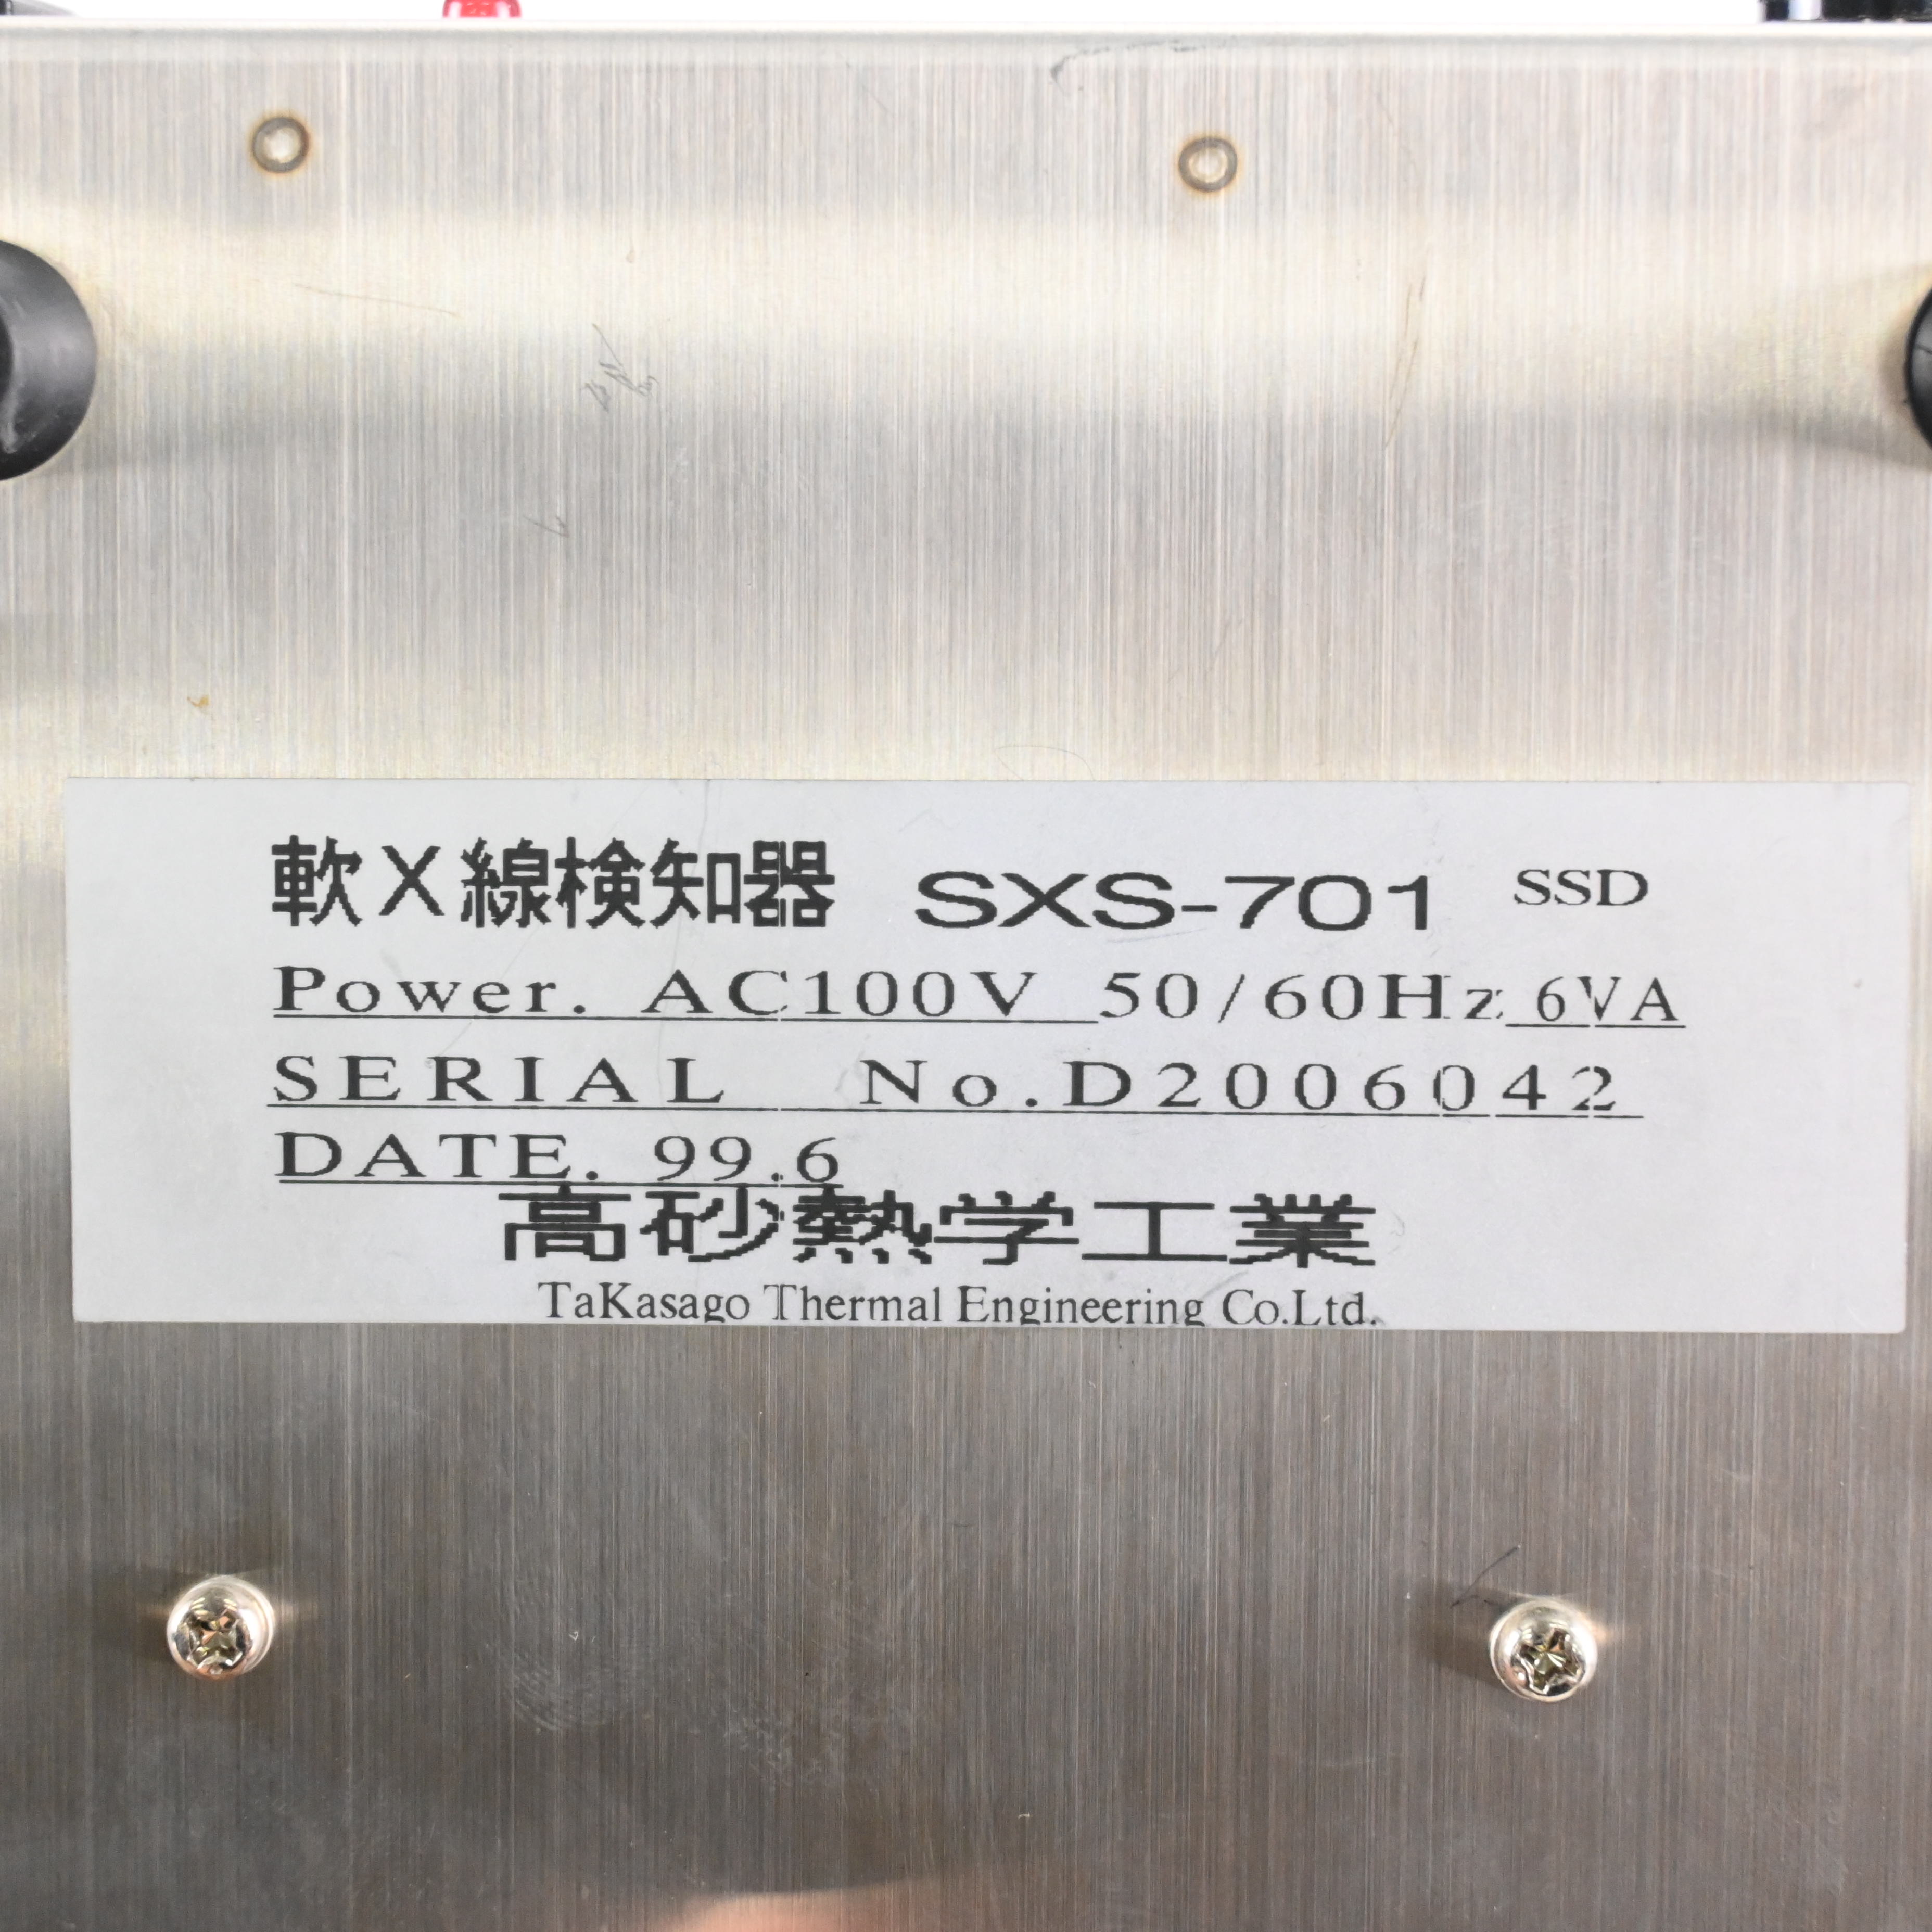 軟X線検知器 SXS-701 SSD
Power. AC100V 50/60Hz 6VA
SERIAL No.D2006042
DATE. 99.6
高砂熱学工業
TaKasago Thermal Engineering Co.Ltd.